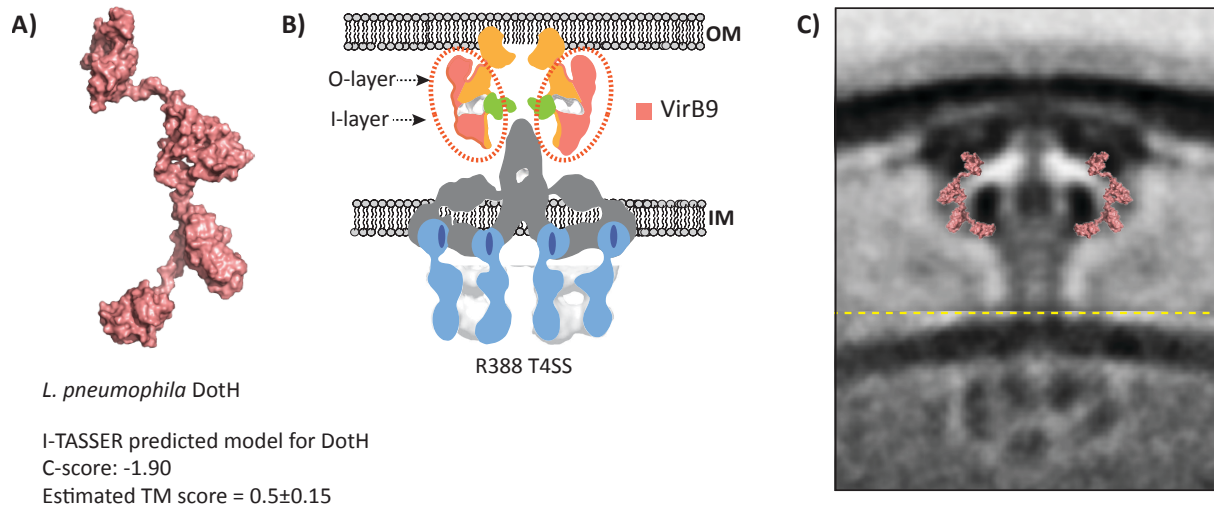 A)
B)
C)
OM
O-layer
I-layer
VirB9
IM
R388 T4SS
L. pneumophila DotH
I-TASSER predicted model for DotH
C-score: -1.90
Estimated TM score = 0.5±0.15